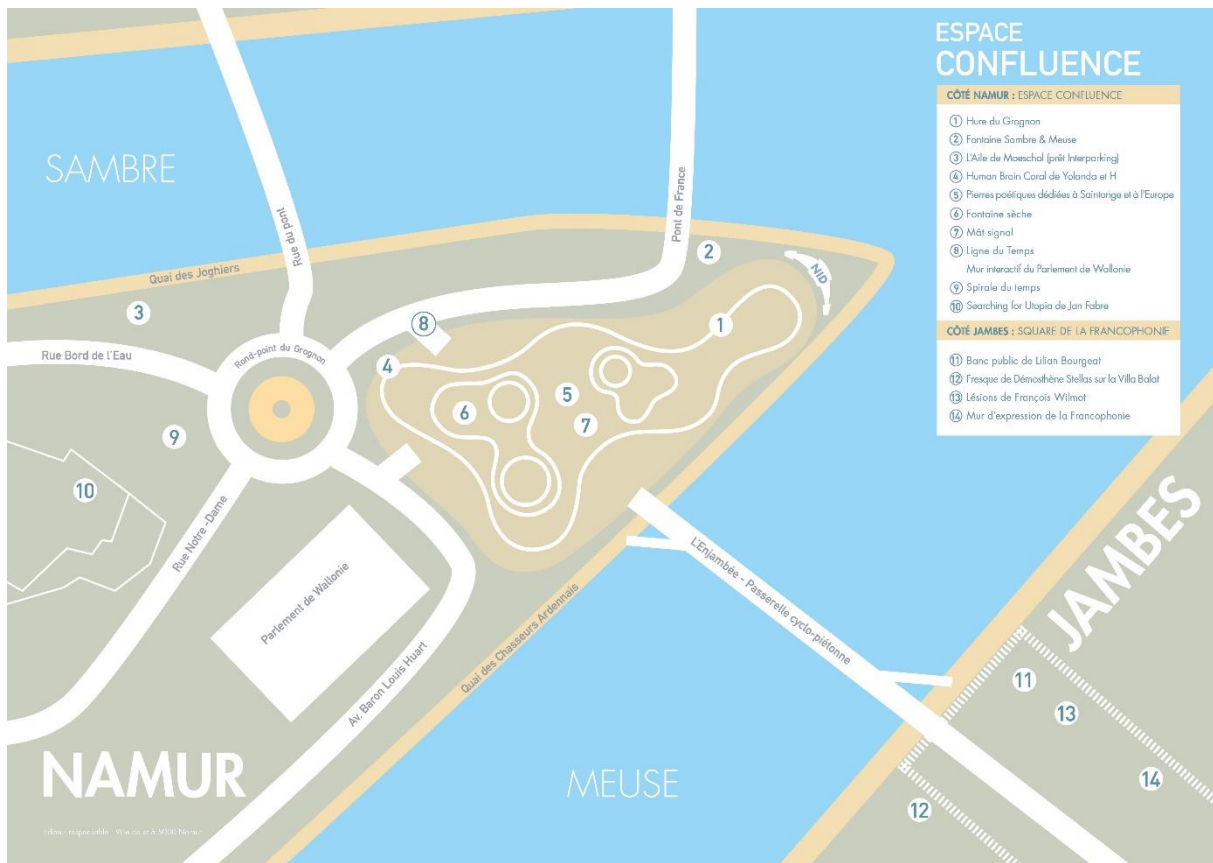 ESPACE
CONFLUENCE
CÔTÉ NAMUR : ESPACE CONFLUENCE
1 Hure du Grognon
2 Fontaine Sambre & Meuse
3 L'Aile de Moeschal (prêt Interparking)
4 Human Brain Coral de Yolanda et H
5 Pierres poétiques dédiées à Saintonge et à l'Europe
6 Fontaine sèche
7 Mât signal
8 Ligne du Temps
Mur interactif du Parlement de Wallonie
9 Spirale du temps
10 Searching for Utopia de Jan Fabre
CÔTÉ JAMBES : SQUARE DE LA FRANCOPHONIE
11 Banc public de Lilian Bourgeat
12 Fresque de Démosthène Stellas sur la Villa Balat
13 Lésions de François Wilmot
14 Mur d'expression de la Francophonie
SAMBRE
Rue du pont
Pont de France
Quai des Joghiers
2
NID
3
8
1
Rue Bord de l'Eau
Rond-point du Grognon
4
5
6
7
9
10
Rue Notre-Dame
Parlement de Wallonie
Av. Baron Louis Huart
Quai des Chasseurs Ardennais
L'Enjambée - Passerelle cyclo-piétonne
JAMBES
11
13
14
12
NAMUR
MEUSE
Editeur responsable : à 5000 Namur